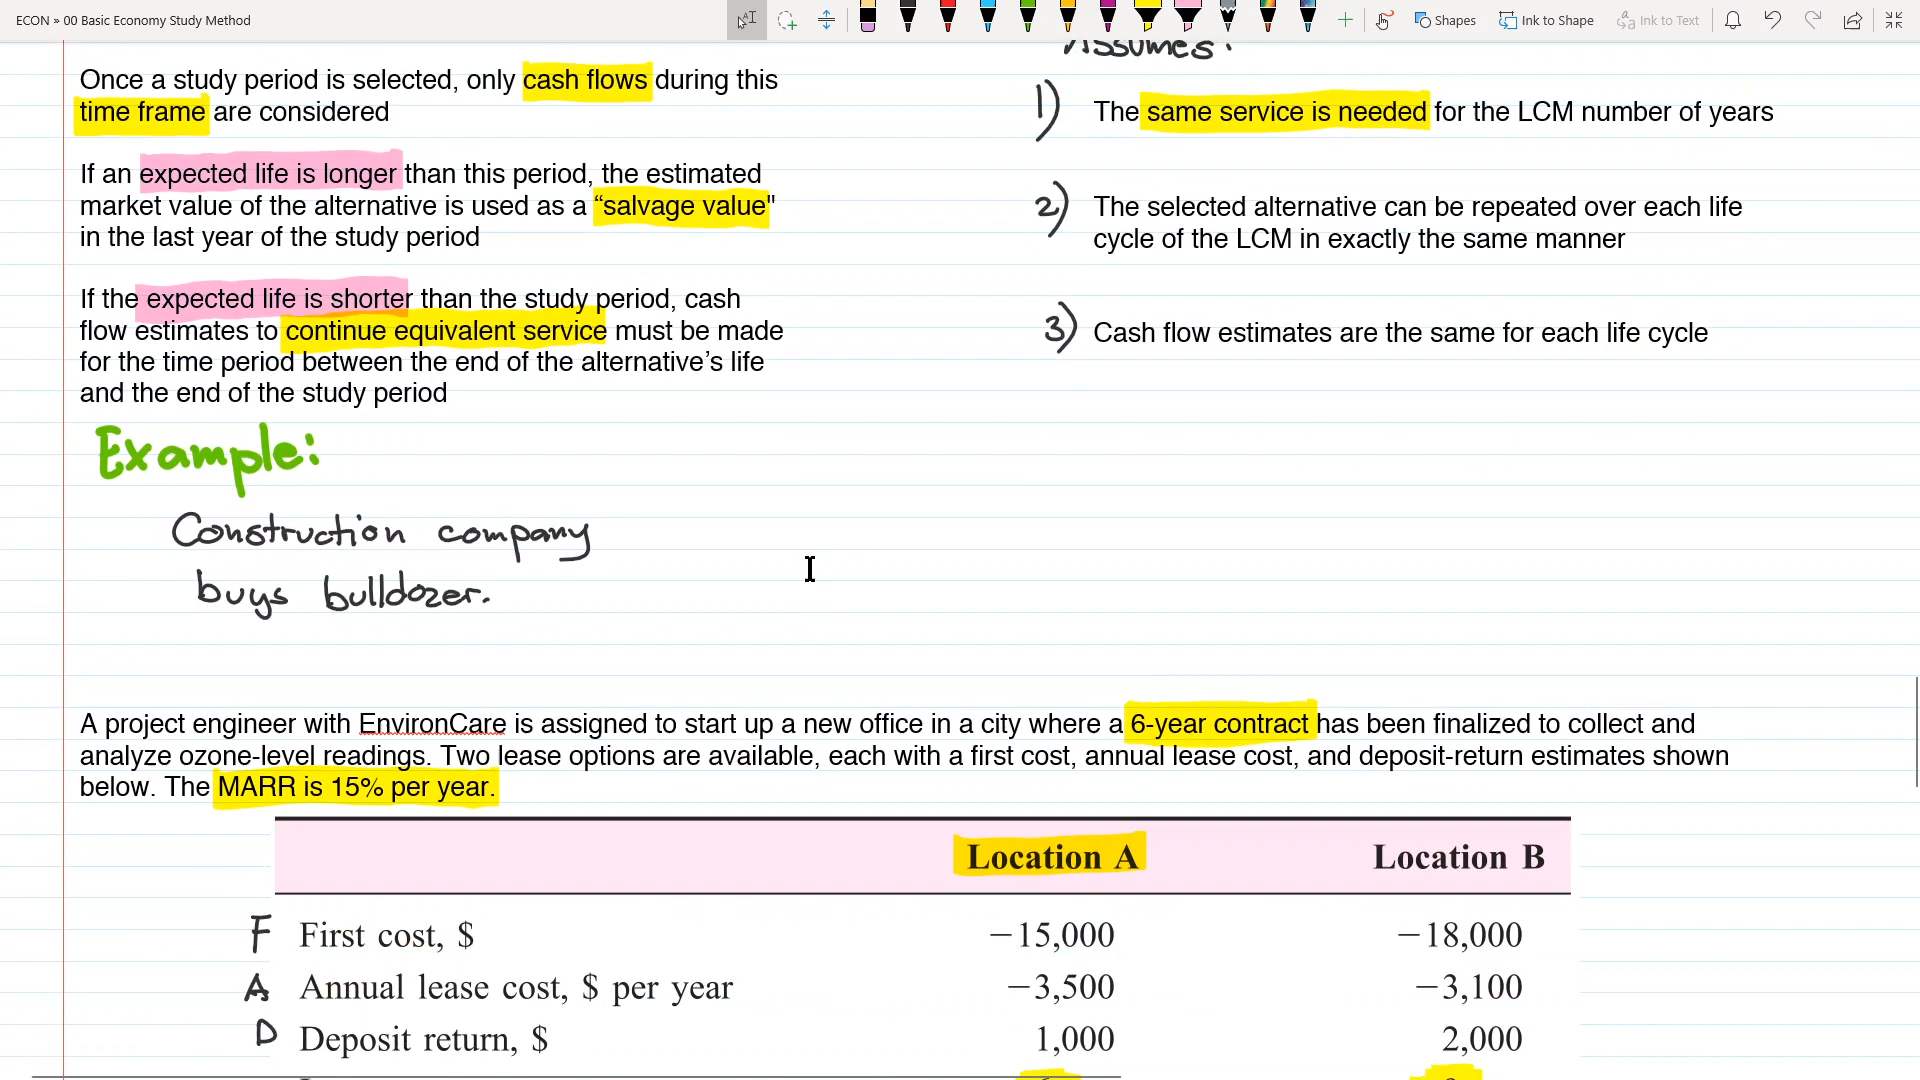 ECON » 00 Basic Economy Study Method
Shapes
Ink to Shape
Ink to Text
Once a study period is selected, only cash flows during this
time frame are considered
If an expected life is longer than this period, the estimated
market value of the alternative is used as a “salvage value"
in the last year of the study period
If the expected life is shorter than the study period, cash
flow estimates to continue equivalent service must be made
for the time period between the end of the alternative’s life
and the end of the study period
Example:
Construction company
buys bulldozer.
Assumes:
1) The same service is needed for the LCM number of years
2) The selected alternative can be repeated over each life
cycle of the LCM in exactly the same manner
3) Cash flow estimates are the same for each life cycle
A project engineer with EnvironCare is assigned to start up a new office in a city where a 6-year contract has been finalized to collect and
analyze ozone-level readings. Two lease options are available, each with a first cost, annual lease cost, and deposit-return estimates shown
below. The MARR is 15% per year.
Location A Location B
F First cost, $ −15,000 −18,000
A Annual lease cost, $ per year −3,500 −3,100
D Deposit return, $ 1,000 2,000